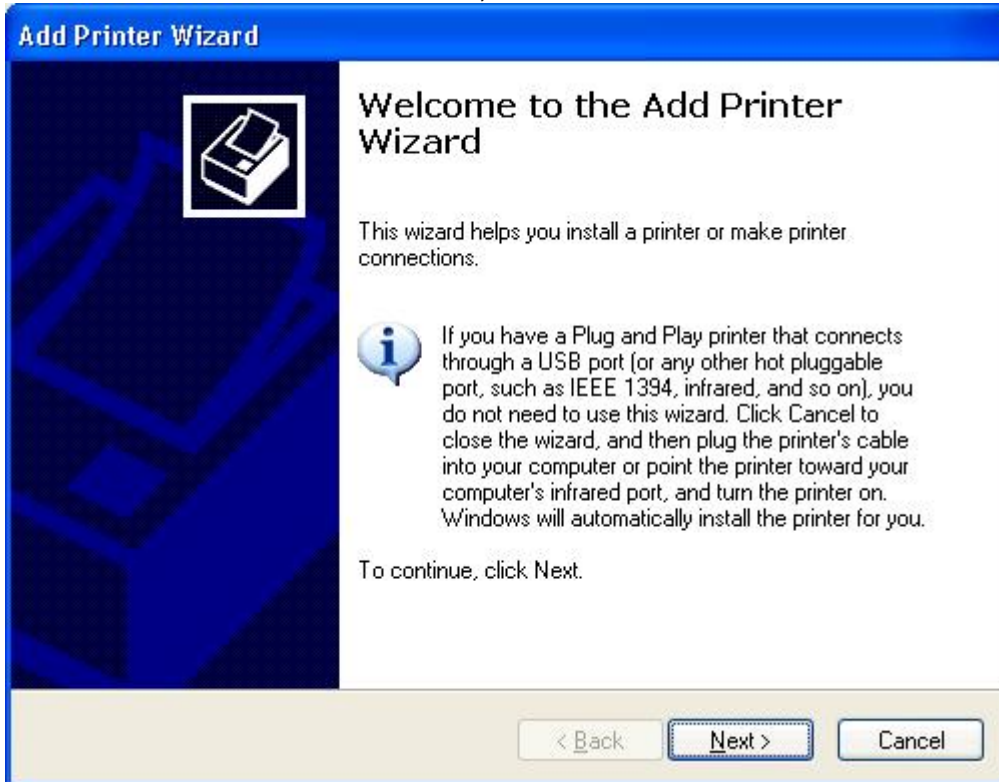 Add Printer Wizard
Welcome to the Add Printer
Wizard
This wizard helps you install a printer or make printer
connections.
If you have a Plug and Play printer that connects
through a USB port (or any other hot pluggable
port, such as IEEE 1394, infrared, and so on), you
do not need to use this wizard. Click Cancel to
close the wizard, and then plug the printer's cable
into your computer or point the printer toward your
computer's infrared port, and turn the printer on.
Windows will automatically install the printer for you.
To continue, click Next.
< Back Next > Cancel